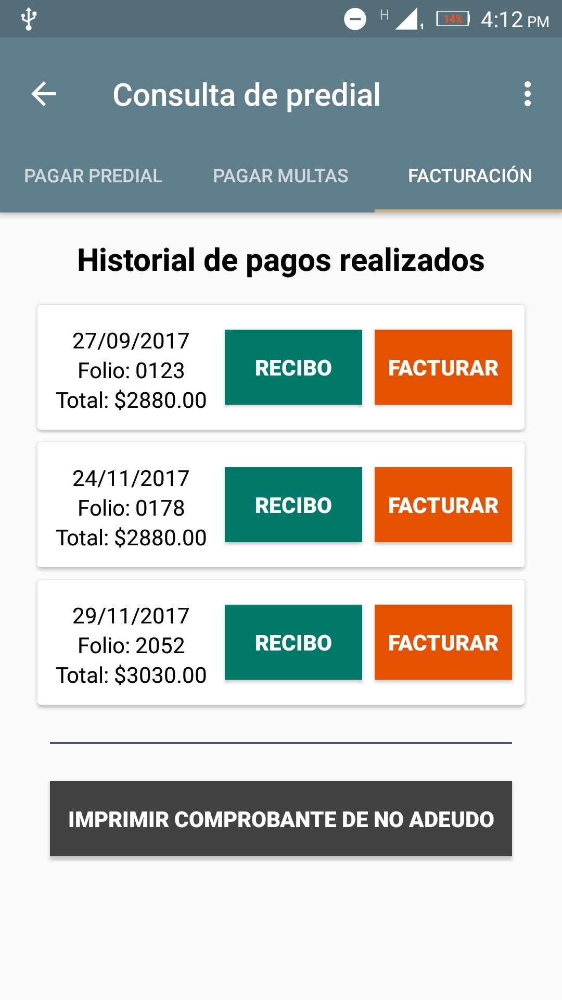 H 1 14% 4:12 PM
Consulta de predial
PAGAR PREDIAL PAGAR MULTAS FACTURACIÓN
Historial de pagos realizados
27/09/2017
Folio: 0123
Total: $2880.00
RECIBO FACTURAR
24/11/2017
Folio: 0178
Total: $2880.00
RECIBO FACTURAR
29/11/2017
Folio: 2052
Total: $3030.00
RECIBO FACTURAR
IMPRIMIR COMPROBANTE DE NO ADEUDO